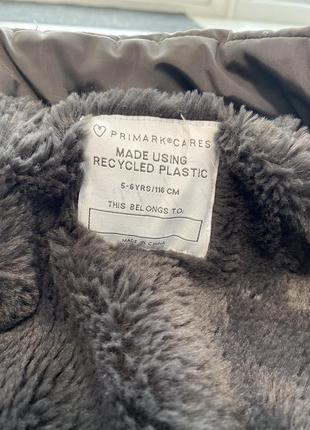 ♡ PRIMARK®CARES
MADE USING
RECYCLED PLASTIC
5-6YRS/116 CM
THIS BELONGS TO:
MADE IN CHINA